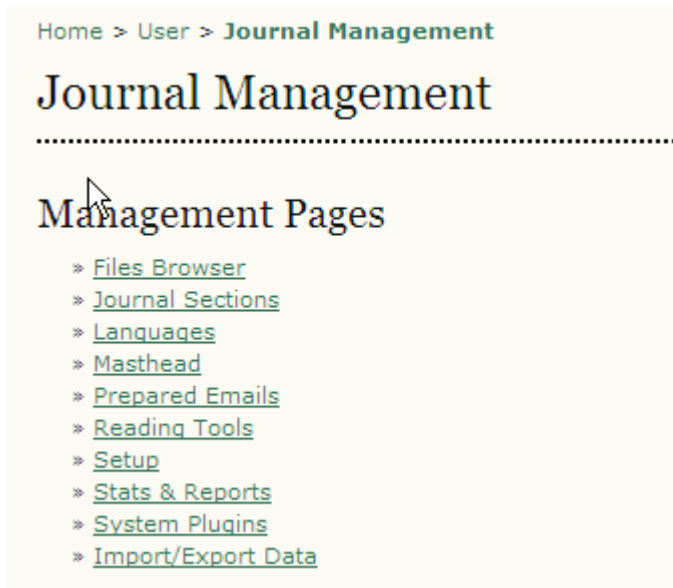 Home > User > Journal Management
Journal Management
Management Pages
» Files Browser
» Journal Sections
» Languages
» Masthead
» Prepared Emails
» Reading Tools
» Setup
» Stats & Reports
» System Plugins
» Import/Export Data